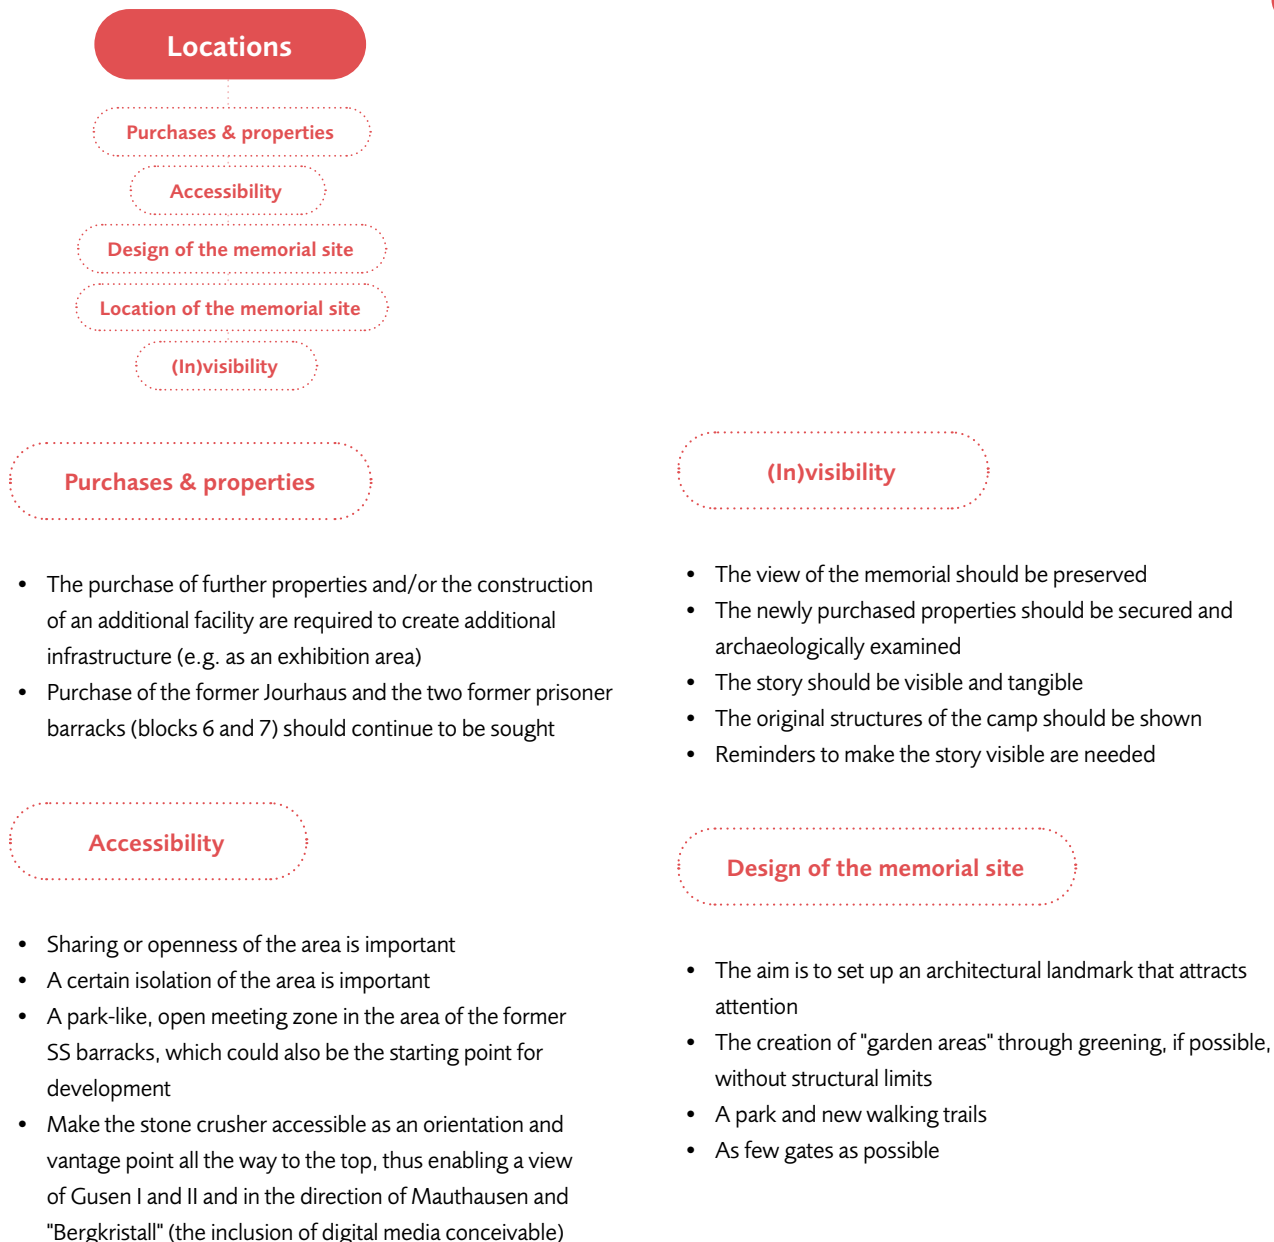 Locations
Purchases & properties
Accessibility
Design of the memorial site
Location of the memorial site
(In)visibility
Purchases & properties
• The purchase of further properties and/or the construction
of an additional facility are required to create additional
infrastructure (e.g. as an exhibition area)
• Purchase of the former Jourhaus and the two former prisoner
barracks (blocks 6 and 7) should continue to be sought
Accessibility
• Sharing or openness of the area is important
• A certain isolation of the area is important
• A park-like, open meeting zone in the area of the former
SS barracks, which could also be the starting point for
development
• Make the stone crusher accessible as an orientation and
vantage point all the way to the top, thus enabling a view
of Gusen I and II and in the direction of Mauthausen and
"Bergkristall" (the inclusion of digital media conceivable)
(In)visibility
• The view of the memorial should be preserved
• The newly purchased properties should be secured and
archaeologically examined
• The story should be visible and tangible
• The original structures of the camp should be shown
• Reminders to make the story visible are needed
Design of the memorial site
• The aim is to set up an architectural landmark that attracts
attention
• The creation of "garden areas" through greening, if possible,
without structural limits
• A park and new walking trails
• As few gates as possible